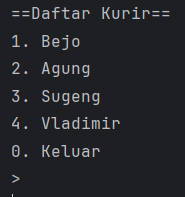 ==Daftar Kurir==
1. Bejo
2. Agung
3. Sugeng
4. Vladimir
0. Keluar
>